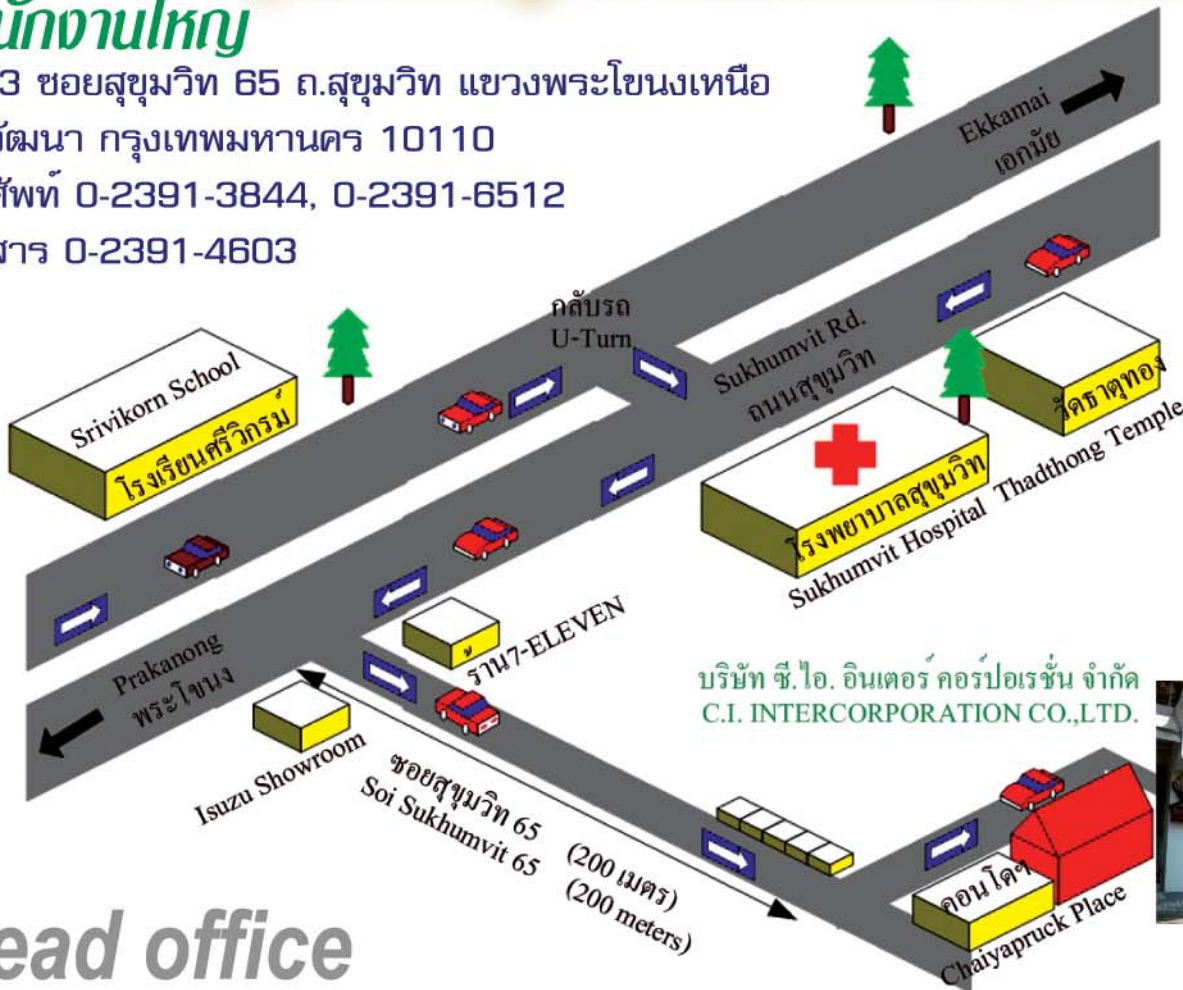 นักงานใหญ่
3 ซอยสุขุมวิท 65 ถ.สุขุมวิท แขวงพระโขนงเหนือ
วัฒนา กรุงเทพมหานคร 10110
ศัพท์ 0-2391-3844, 0-2391-6512
สาร 0-2391-4603
Ekkamai
เอกมัย
กลับรถ
U-Turn
Sukhumvit Rd.
ถนนสุขุมวิท
Srivikorn School
โรงเรียนศรีวิกรม์
วัดธาตุทอง
Thadthong Temple
โรงพยาบาลสุขุมวิท
Sukhumvit Hospital
ร้าน7-ELEVEN
Prakanong
พระโขนง
Isuzu Showroom
บริษัท ซี.ไอ. อินเตอร์ คอร์ปอเรชั่น จำกัด
C.I. INTERCORPORATION CO.,LTD.
ซอยสุขุมวิท 65 (200 เมตร)
Soi Sukhumvit 65 (200 meters)
คอนโดฯ
Chaiyapruck Place
ead office